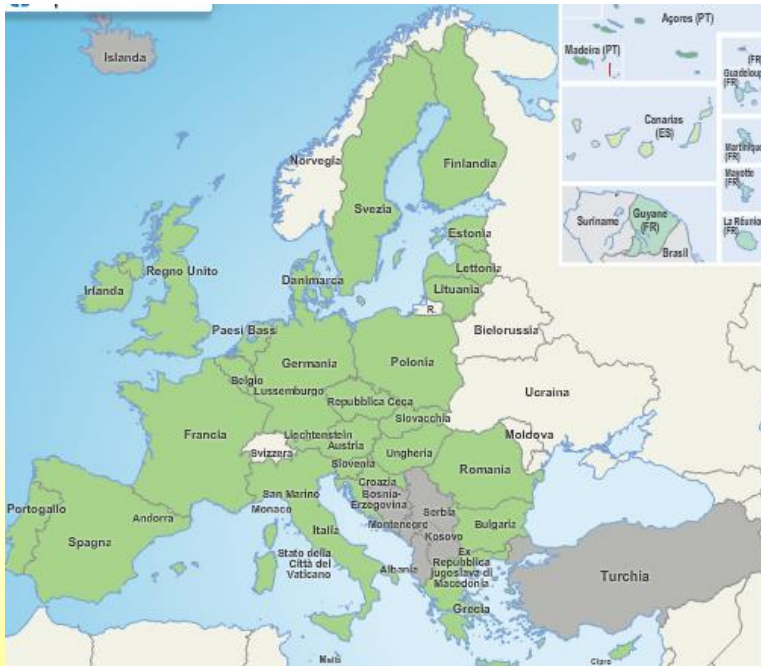 Islanda
Açores (PT)
Madeira (PT)
(FR)
Guadeloup
(FR)
Canarias
(ES)
Martinique
(FR)
Mayotte
(FR)
Suriname
Guyane
(FR)
La Réunion
(FR)
Brasil
Norvegia
Finlandia
Svezia
Estonia
Lettonia
Lituania
R.
Regno Unito
Irlanda
Danimarca
Paesi Bass
Bielorussia
Germania
Polonia
Belgio
Lussemburgo
Repubblica Ceca
Ucraina
Slovacchia
Francia
Liechtenstein
Austria
Svizzera
Ungheria
Moldova
Slovenia
Romania
Croazia
Bosnia-
Erzegovina
San Marino
Monaco
Serbia
Portogallo
Andorra
Montenegro
Kosovo
Bulgaria
Spagna
Italia
Stato della
Città del
Vaticano
Albania
Ex
Repubblica
jugoslava di
Macedonia
Turchia
Grecia
Cipro